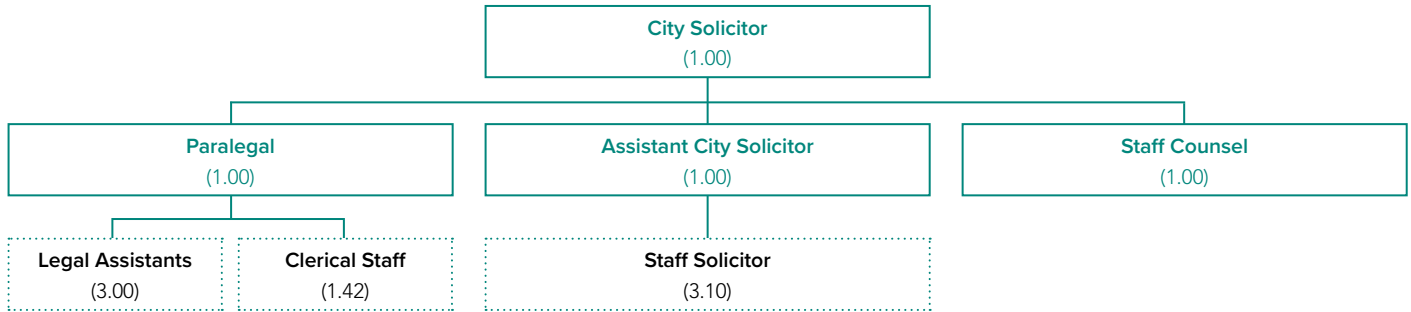 City Solicitor
(1.00)
Paralegal
(1.00)
Assistant City Solicitor
(1.00)
Staff Counsel
(1.00)
Legal Assistants
(3.00)
Clerical Staff
(1.42)
Staff Solicitor
(3.10)